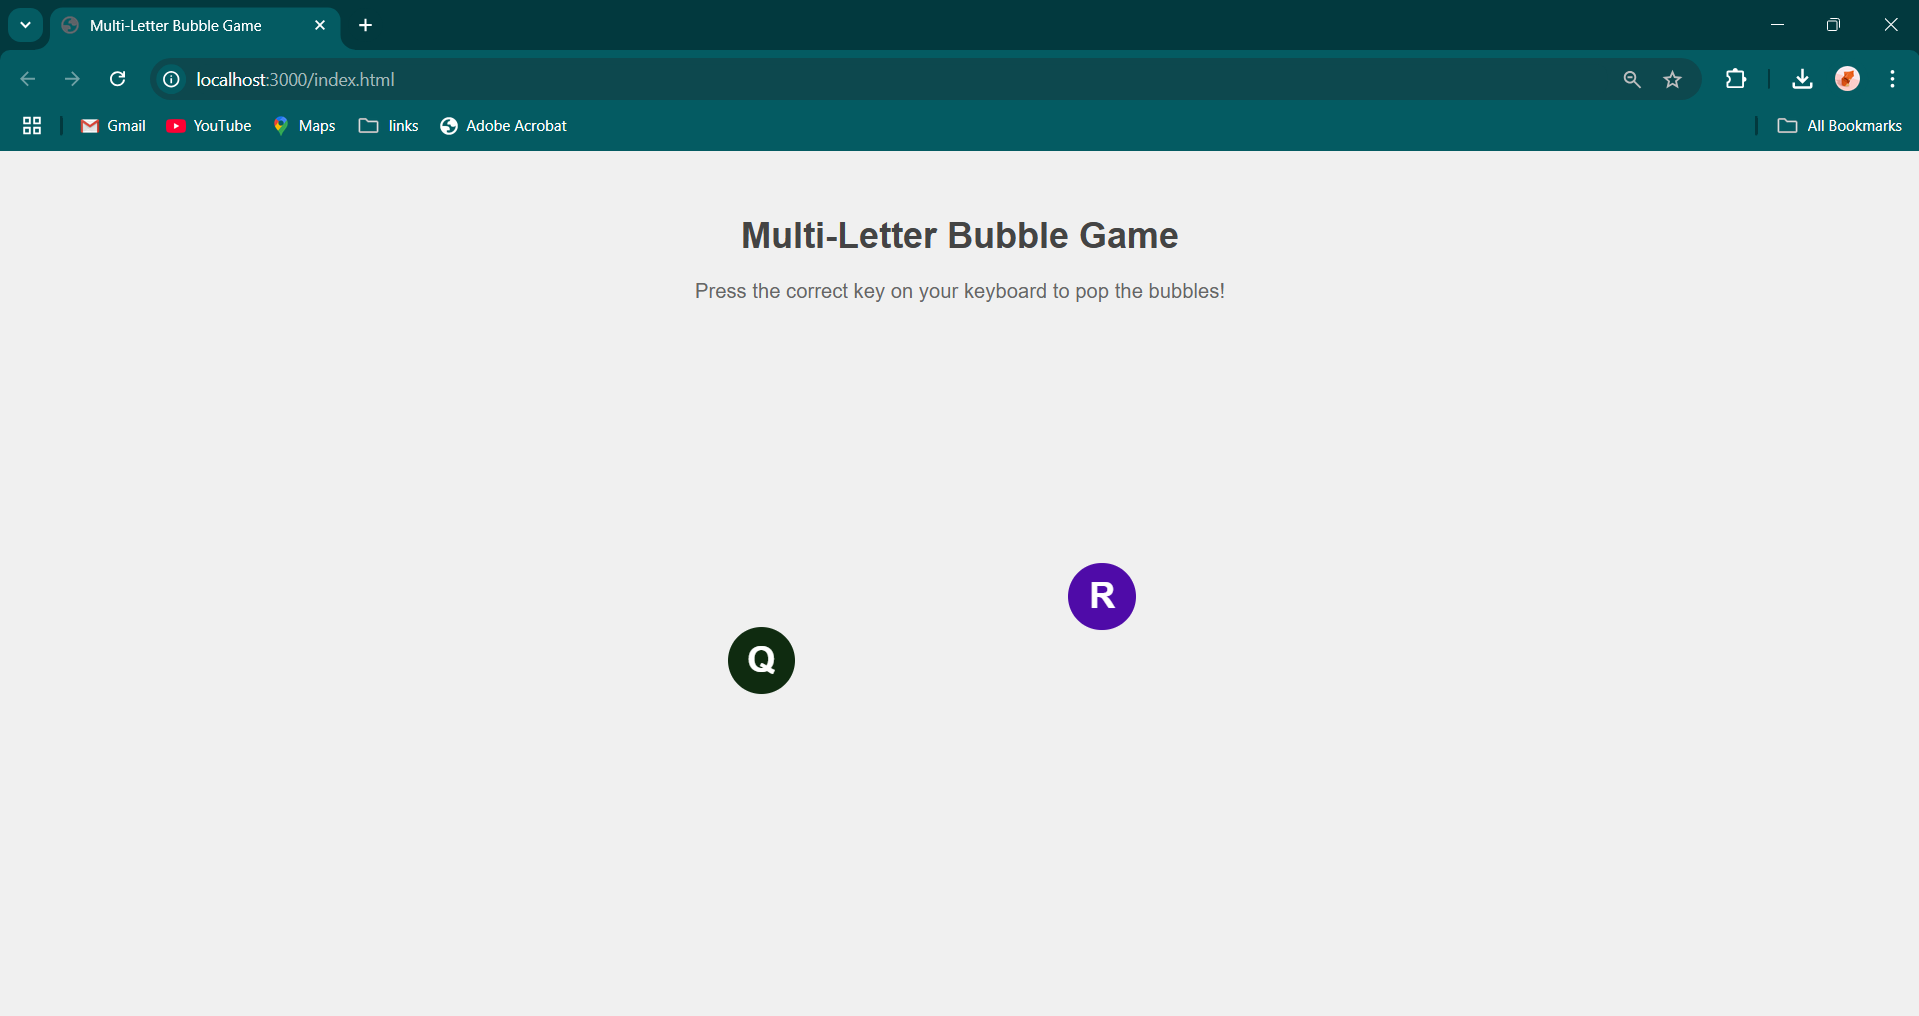 Multi-Letter Bubble Game
localhost:3000/index.html
Gmail YouTube Maps links Adobe Acrobat All Bookmarks
Multi-Letter Bubble Game
Press the correct key on your keyboard to pop the bubbles!
R
Q